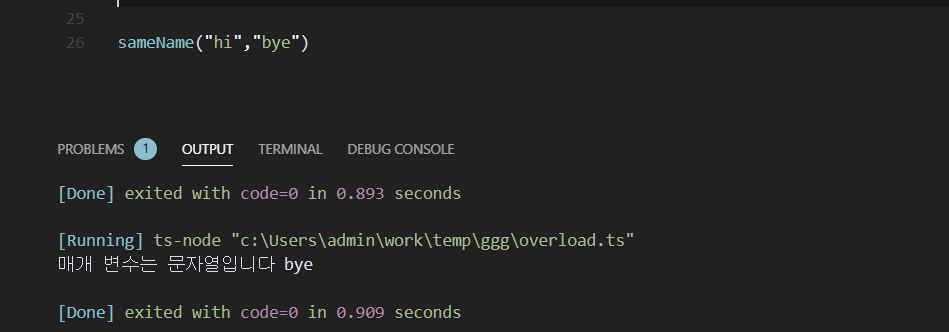 25
26 sameName("hi","bye")
PROBLEMS 1 OUTPUT TERMINAL DEBUG CONSOLE
[Done] exited with code=0 in 0.893 seconds
[Running] ts-node "c:\Users\admin\work\temp\ggg\overload.ts"
매개 변수는 문자열입니다 bye
[Done] exited with code=0 in 0.909 seconds